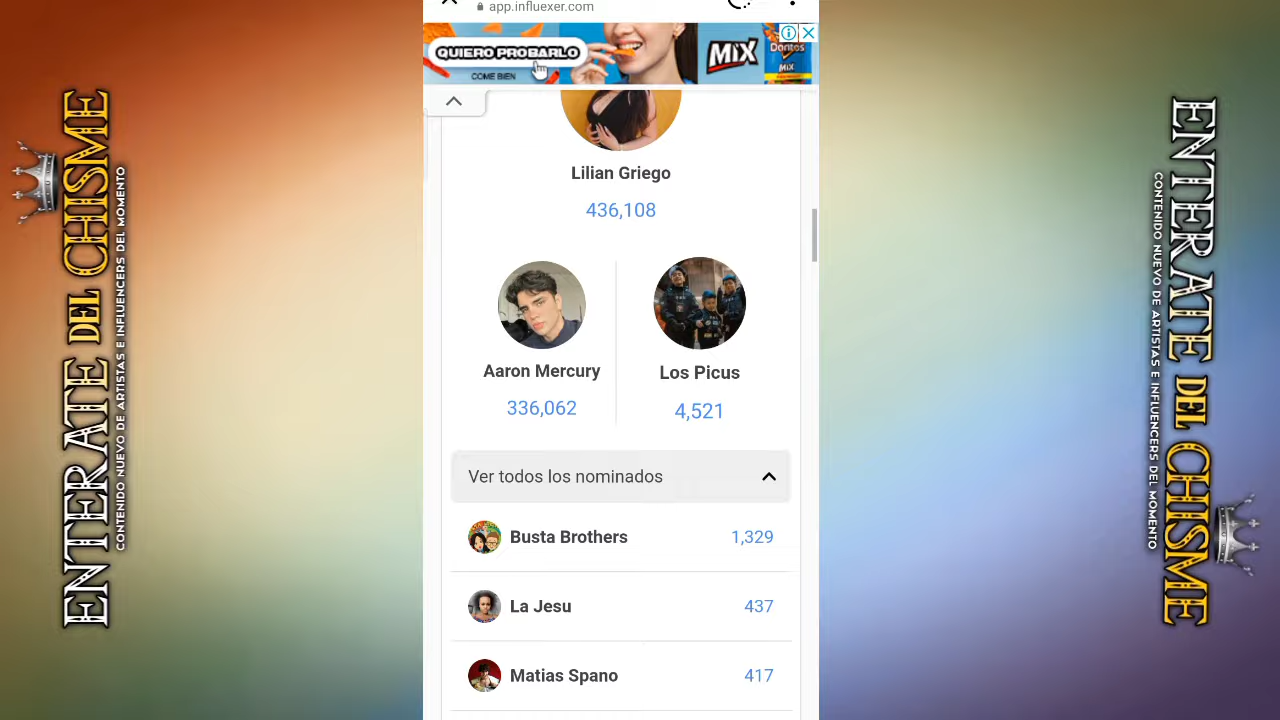 app.influexer.com
QUIERO PROBARLO
COME BIEN
MIX
Doritos
MIX
Lilian Griego
436,108
Aaron Mercury
336,062
Los Picus
4,521
Ver todos los nominados
Busta Brothers
1,329
La Jesu
437
Matias Spano
417
ENTERATE DEL CHISME
CONTENIDO NUEVO DE ARTISTAS E INFLUENCERS DEL MOMENTO
ENTERATE DEL CHISME
CONTENIDO NUEVO DE ARTISTAS E INFLUENCERS DEL MOMENTO